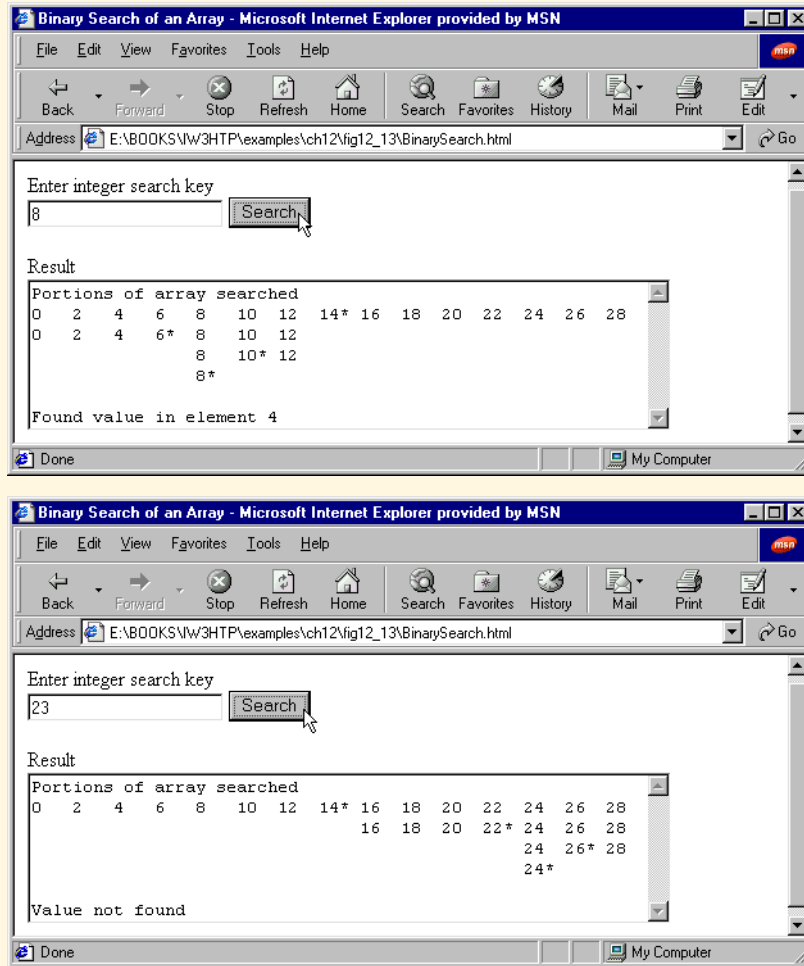 Binary Search of an Array - Microsoft Internet Explorer provided by MSN
File Edit View Favorites Tools Help
msn
Back Forward Stop Refresh Home Search Favorites History Mail Print Edit
Address E:\BOOKS\IW3HTP\examples\ch12\fig12_13\BinarySearch.html Go
Enter integer search key
8 Search
Result
Portions of array searched
0 2 4 6 8 10 12 14* 16 18 20 22 24 26 28
0 2 4 6* 8 10 12
8 10* 12
8*
Found value in element 4
Done My Computer
Binary Search of an Array - Microsoft Internet Explorer provided by MSN
File Edit View Favorites Tools Help
msn
Back Forward Stop Refresh Home Search Favorites History Mail Print Edit
Address E:\BOOKS\IW3HTP\examples\ch12\fig12_13\BinarySearch.html Go
Enter integer search key
23 Search
Result
Portions of array searched
0 2 4 6 8 10 12 14* 16 18 20 22 24 26 28
16 18 20 22* 24 26 28
24 26* 28
24*
Value not found
Done My Computer